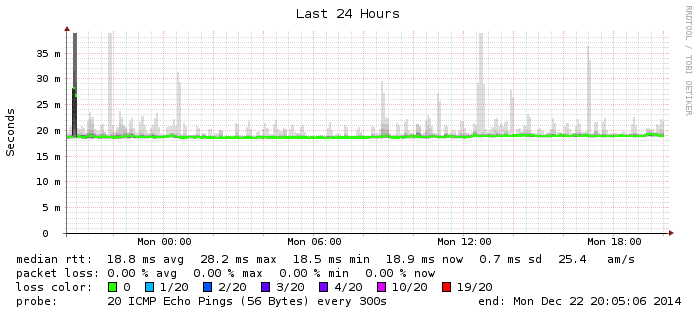 Last 24 Hours
RRDTOOL / TOBI OETIKER
Seconds
35 m
30 m
25 m
20 m
15 m
10 m
5 m
0
Mon 00:00 Mon 06:00 Mon 12:00 Mon 18:00
median rtt: 18.8 ms avg 28.2 ms max 18.5 ms min 18.9 ms now 0.7 ms sd 25.4 am/s
packet loss: 0.00 % avg 0.00 % max 0.00 % min 0.00 % now
loss color: 0 1/20 2/20 3/20 4/20 10/20 19/20
probe: 20 ICMP Echo Pings (56 Bytes) every 300s end: Mon Dec 22 20:05:06 2014